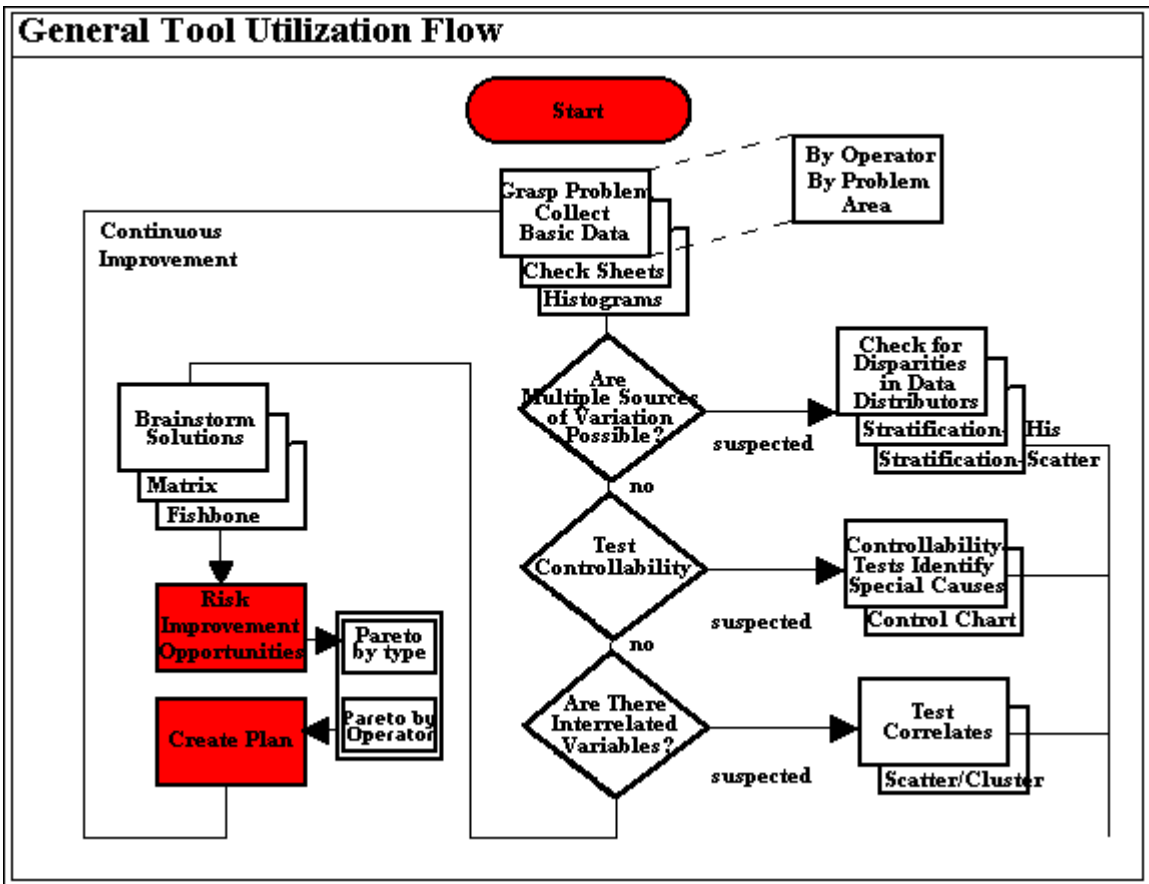 General Tool Utilization Flow
Start
By Operator
By Problem
Area
Grasp Problem
Collect
Basic Data
Check Sheets
Histograms
Continuous
Improvement
Are
Multiple Sources
of Variation
Possible?
suspected
no
Check for
Disparities
in Data
Distributors
Stratification- His
Stratification-Scatter
Brainstorm
Solutions
Matrix
Fishbone
Test
Controllability
suspected
no
Controllability
Tests Identify
Special Causes
Control Chart
Risk
Improvement
Opportunities
Pareto
by type
Pareto by
Operator
Create Plan
Are There
Interrelated
Variables?
suspected
Test
Correlates
Scatter/Cluster